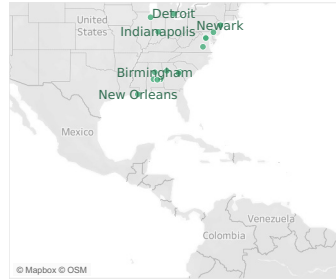 Detroit
United
States
Newark
Indianapolis
Birmingham
New Orleans
Mexico
Venezuela
Colombia
© Mapbox © OSM